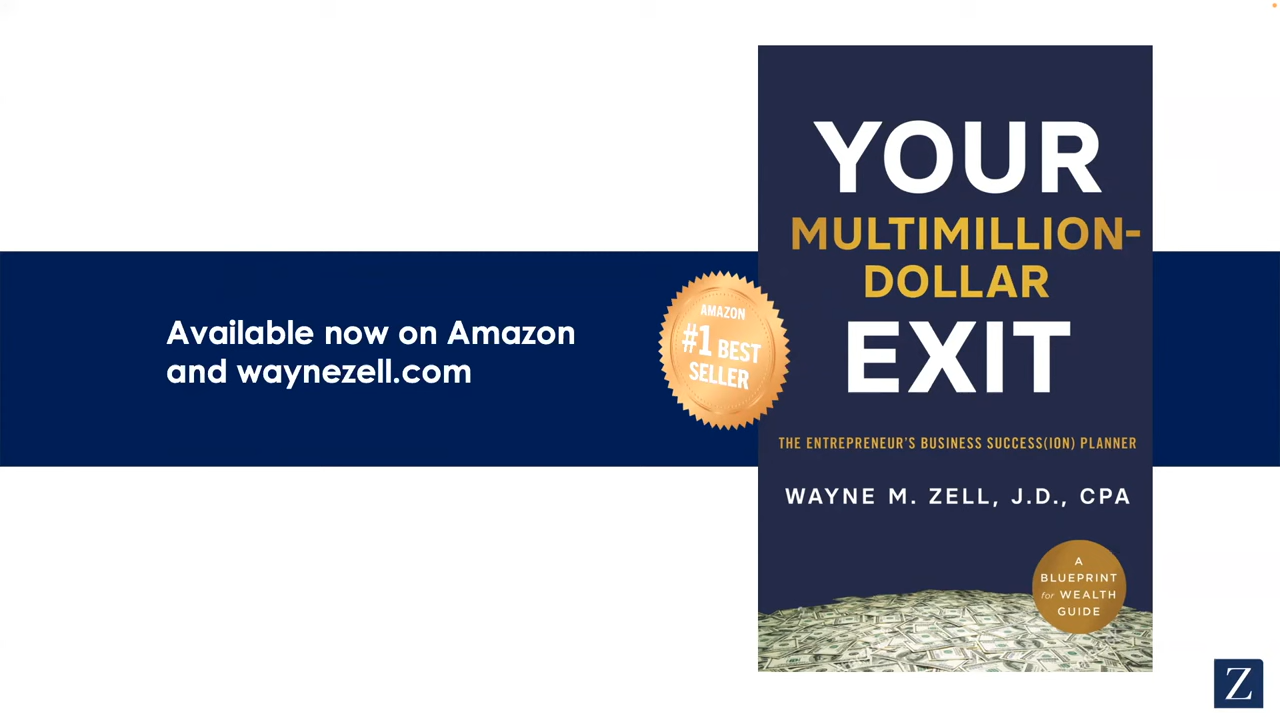 Available now on Amazon
and waynezell.com
AMAZON
#1 BEST
SELLER
YOUR
MULTIMILLION-
DOLLAR
EXIT
THE ENTREPRENEUR'S BUSINESS SUCCESS(ION) PLANNER
WAYNE M. ZELL, J.D., CPA
A
BLUEPRINT
for WEALTH
GUIDE
Z